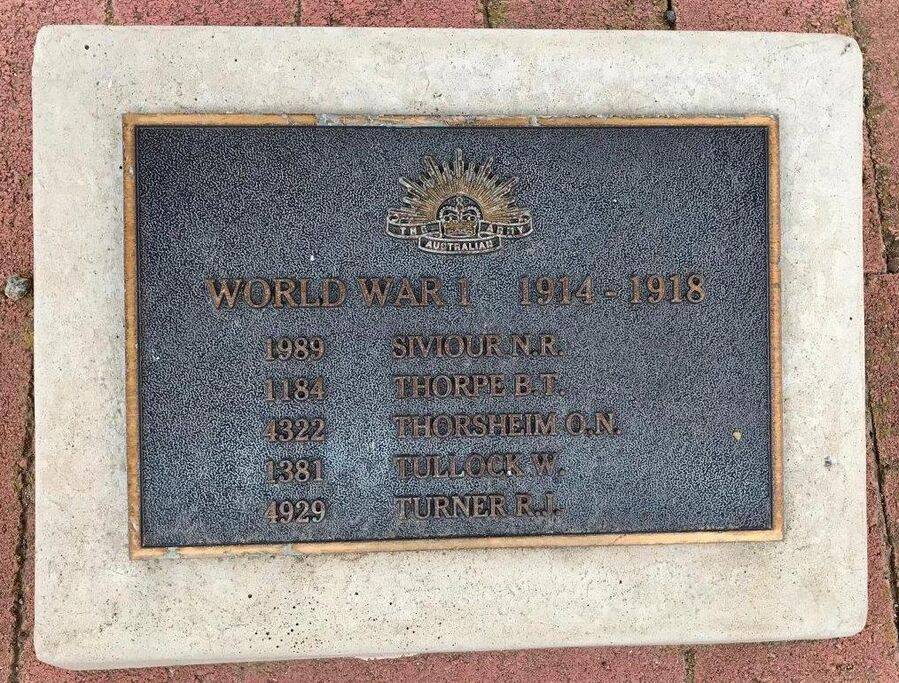 THE ARMY
AUSTRALIAN
WORLD WAR 1 1914 - 1918
1989 SIVIOUR N.R.
1184 THORPE B.T.
4322 THORSHEIM O.N.
1381 TULLOCK W.
4929 TURNER R.J.